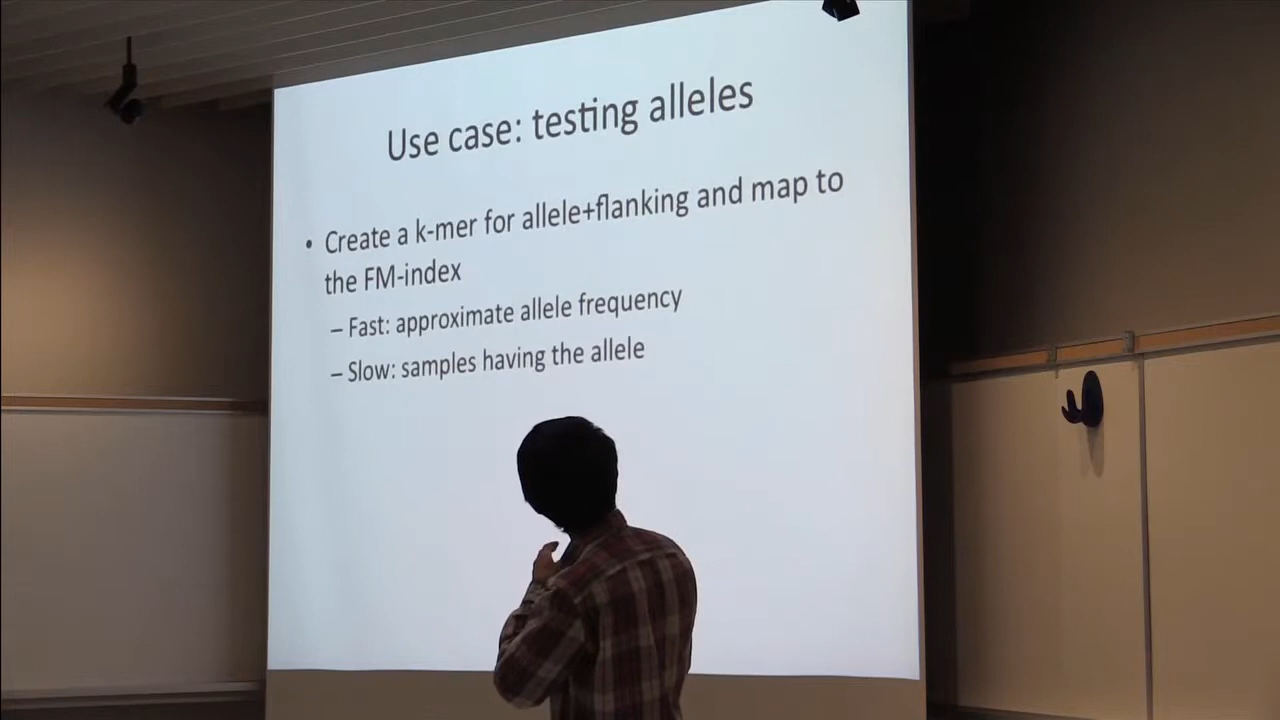 Use case: testing alleles
• Create a k-mer for allele+flanking and map to
the FM-index
– Fast: approximate allele frequency
– Slow: samples having the allele